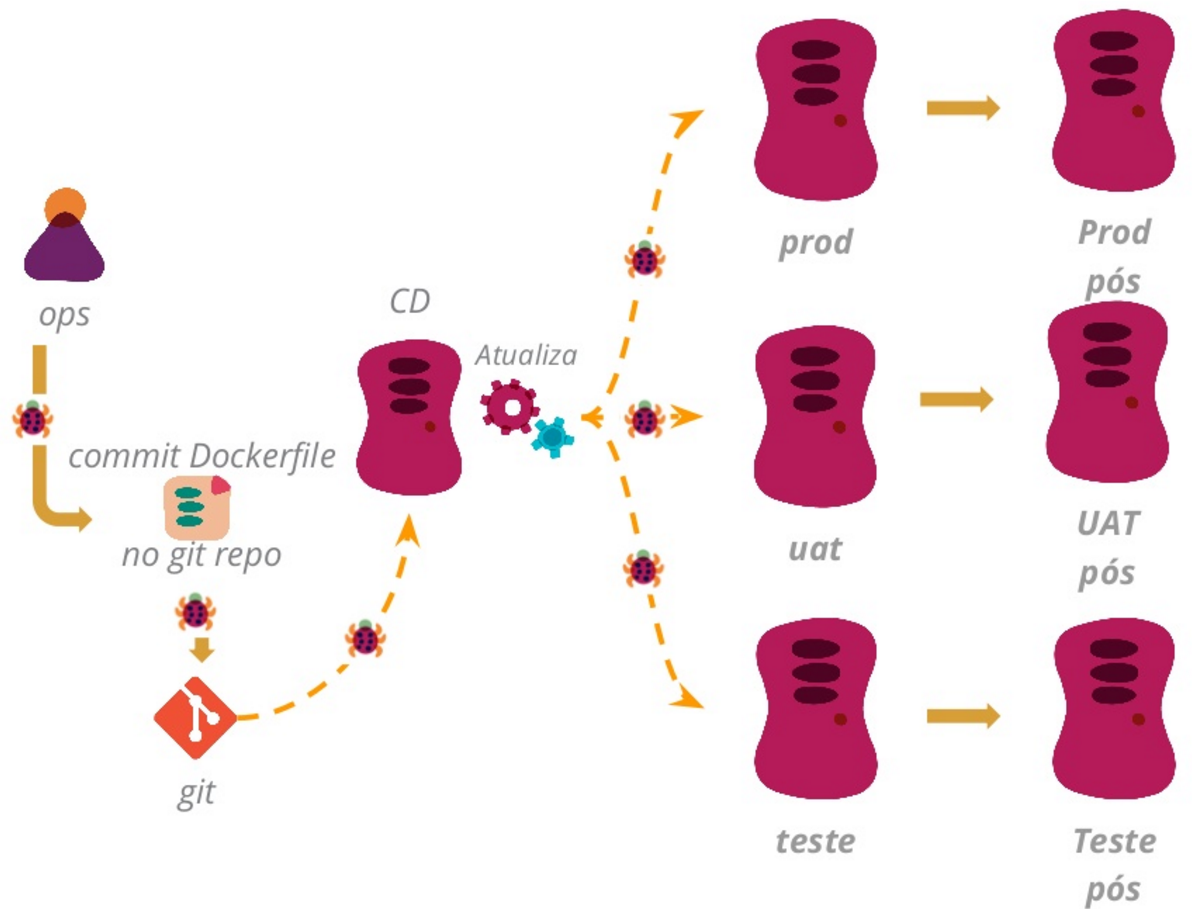 ops
commit Dockerfile
no git repo
git
CD
Atualiza
prod
Prod
pós
uat
UAT
pós
teste
Teste
pós